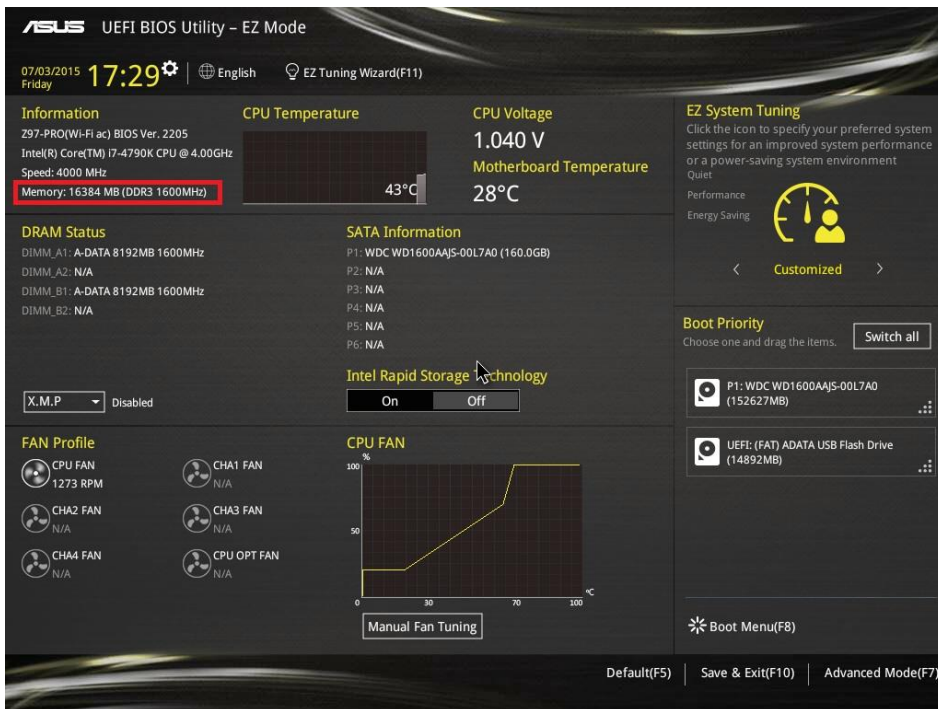 ASUS UEFI BIOS Utility – EZ Mode
07/03/2015
Friday
17:29
English
EZ Tuning Wizard(F11)
Information
Z97-PRO(Wi-Fi ac) BIOS Ver. 2205
Intel(R) Core(TM) i7-4790K CPU @ 4.00GHz
Speed: 4000 MHz
Memory: 16384 MB (DDR3 1600MHz)
CPU Temperature
43°C
CPU Voltage
1.040 V
Motherboard Temperature
28°C
EZ System Tuning
Click the icon to specify your preferred system
settings for an improved system performance
or a power-saving system environment
Quiet
Performance
Energy Saving
Customized
DRAM Status
DIMM_A1: A-DATA 8192MB 1600MHz
DIMM_A2: N/A
DIMM_B1: A-DATA 8192MB 1600MHz
DIMM_B2: N/A
X.M.P Disabled
SATA Information
P1: WDC WD1600AAJS-00L7A0 (160.0GB)
P2: N/A
P3: N/A
P4: N/A
P5: N/A
P6: N/A
Intel Rapid Storage Technology
On Off
Boot Priority
Choose one and drag the items.
Switch all
P1: WDC WD1600AAJS-00L7A0
(152627MB)
UEFI: (FAT) ADATA USB Flash Drive
(14892MB)
FAN Profile
CPU FAN
1273 RPM
CHA1 FAN
N/A
CHA2 FAN
N/A
CHA3 FAN
N/A
CHA4 FAN
N/A
CPU OPT FAN
N/A
CPU FAN
%
100
50
0 30 70 100
°C
Manual Fan Tuning
Boot Menu(F8)
Default(F5)
Save & Exit(F10)
Advanced Mode(F7)